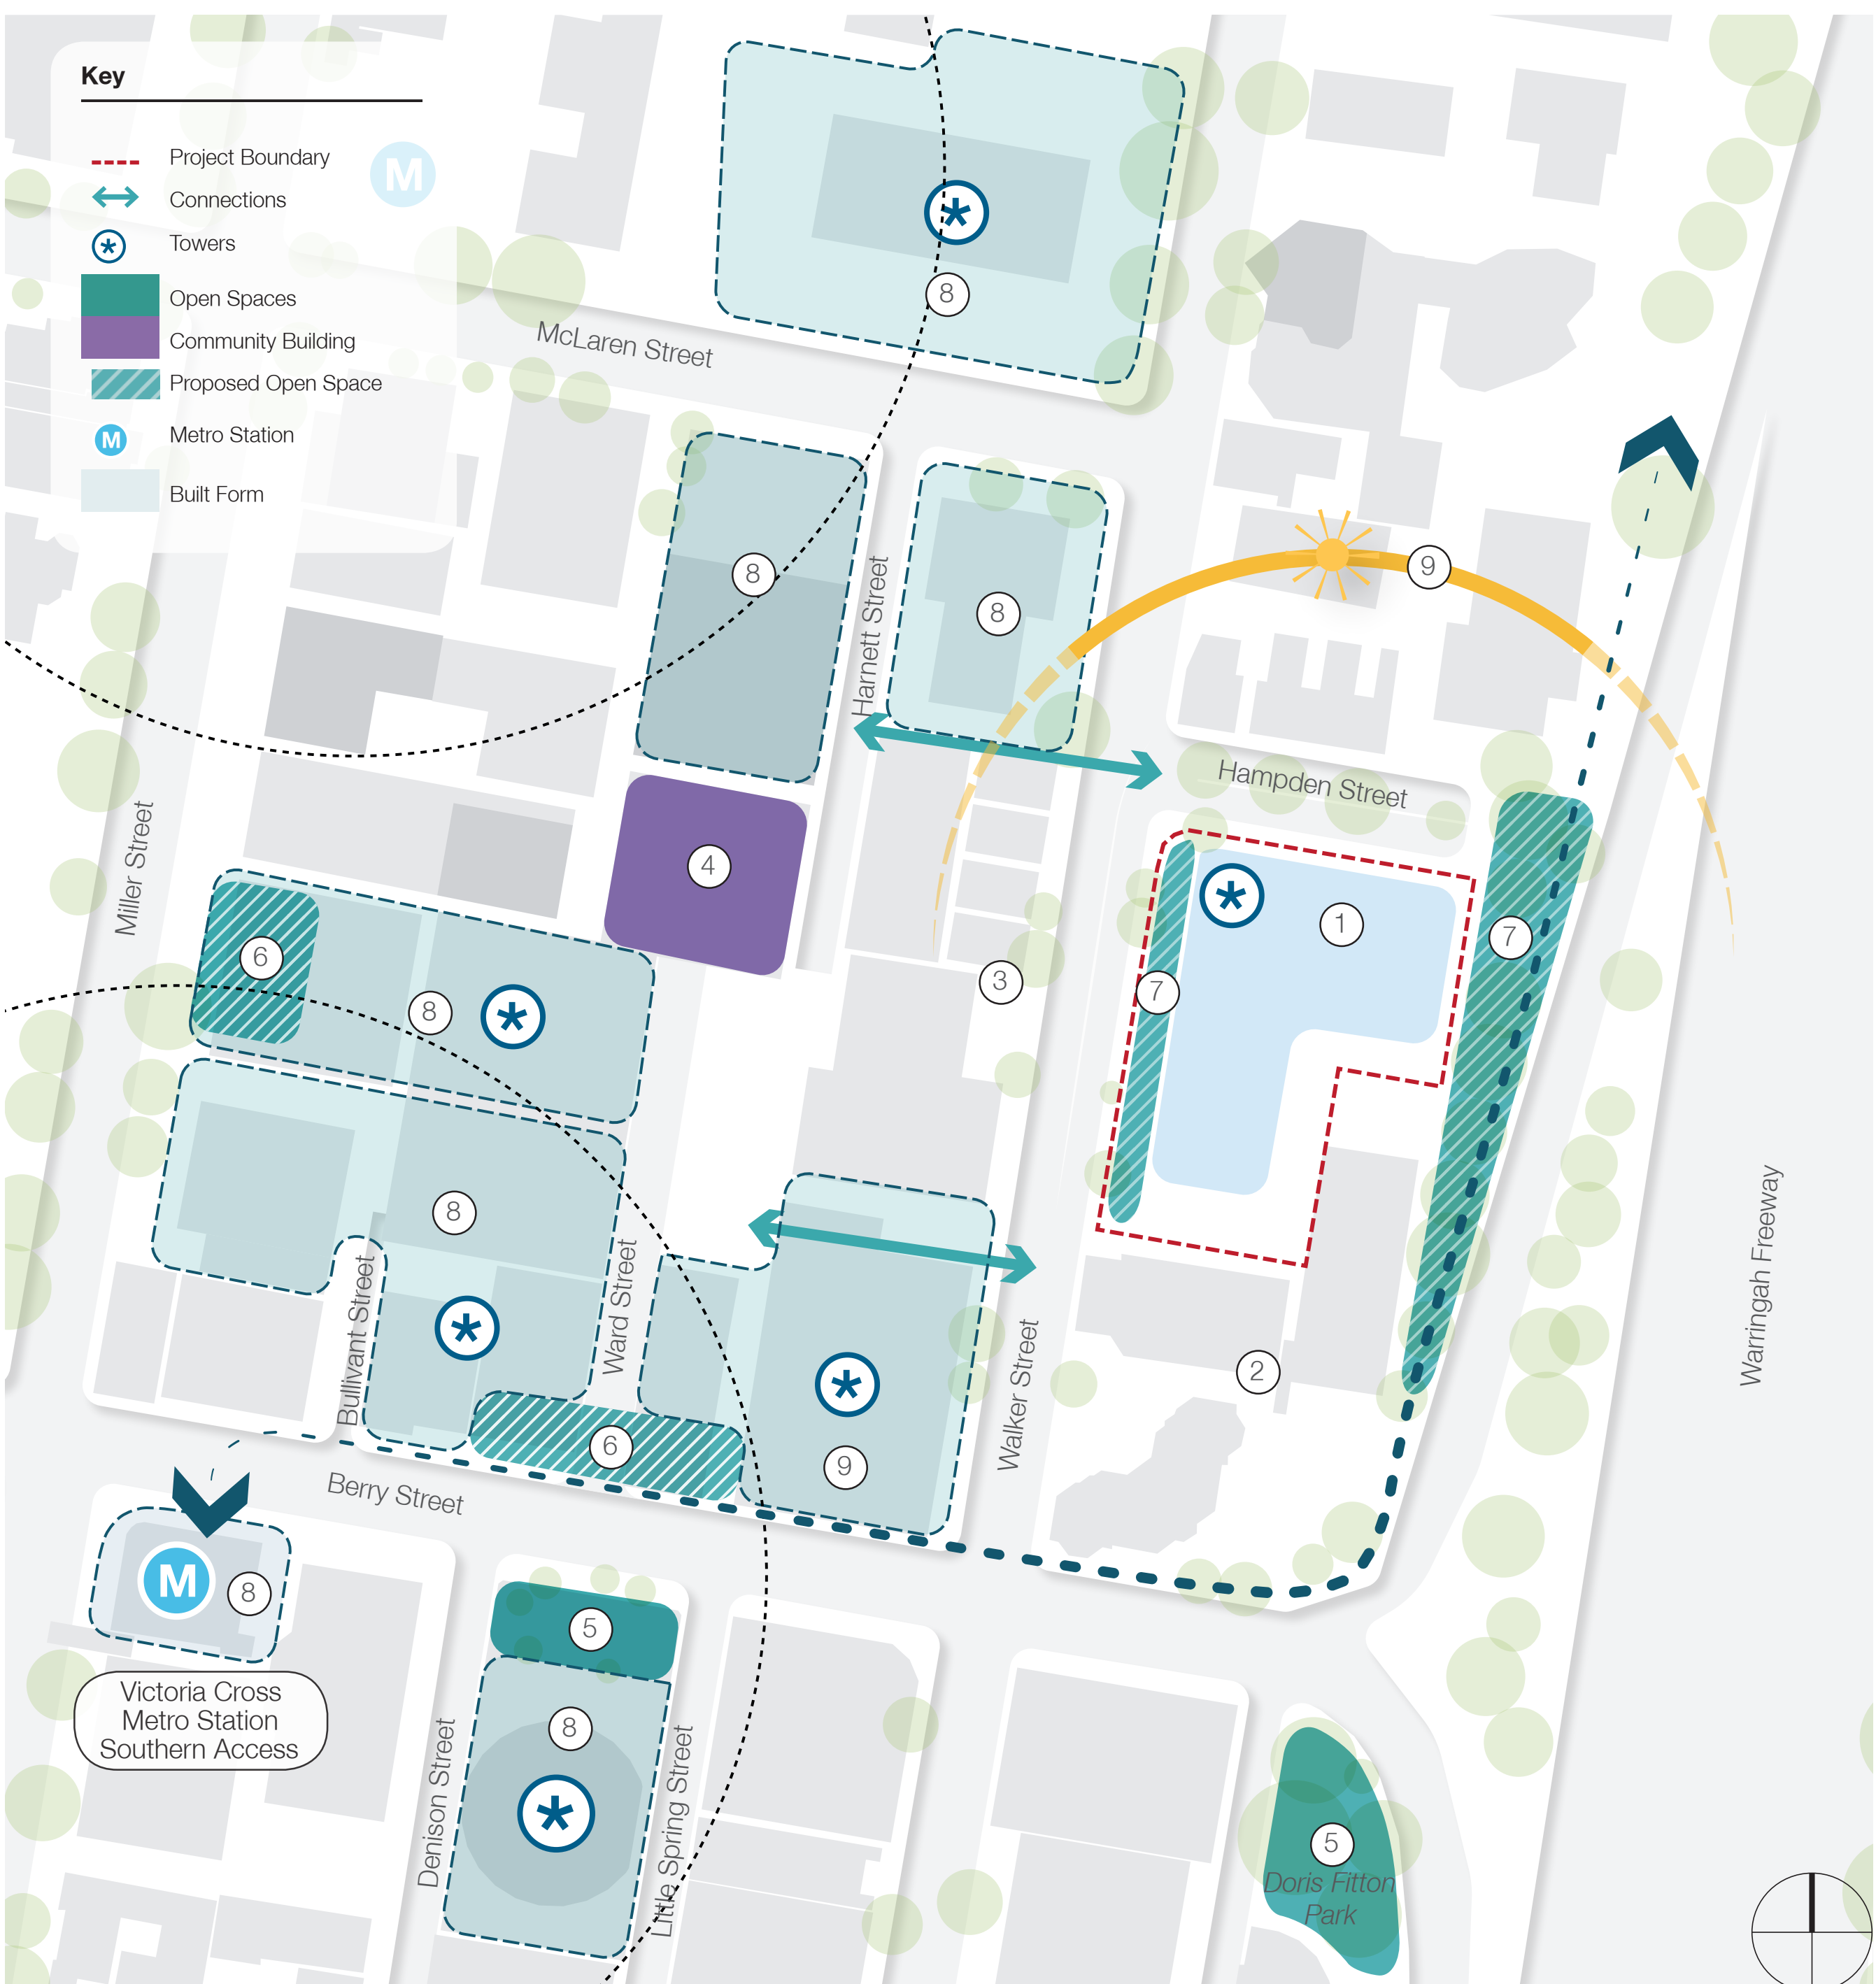 Key
Project Boundary
M
Connections
Towers
Open Spaces
Community Building
Proposed Open Space
M
Metro Station
Built Form
8
McLaren Street
8
8
9
Harnett Street
Hampden Street
Miller Street
4
1
7
6
8
3
7
8
Ward Street
Bullivant Street
Walker Street
2
Warringah Freeway
6
9
Berry Street
M
8
5
Victoria Cross
Metro Station
Southern Access
8
Denison Street
Little Spring Street
5
Doris Fitton
Park